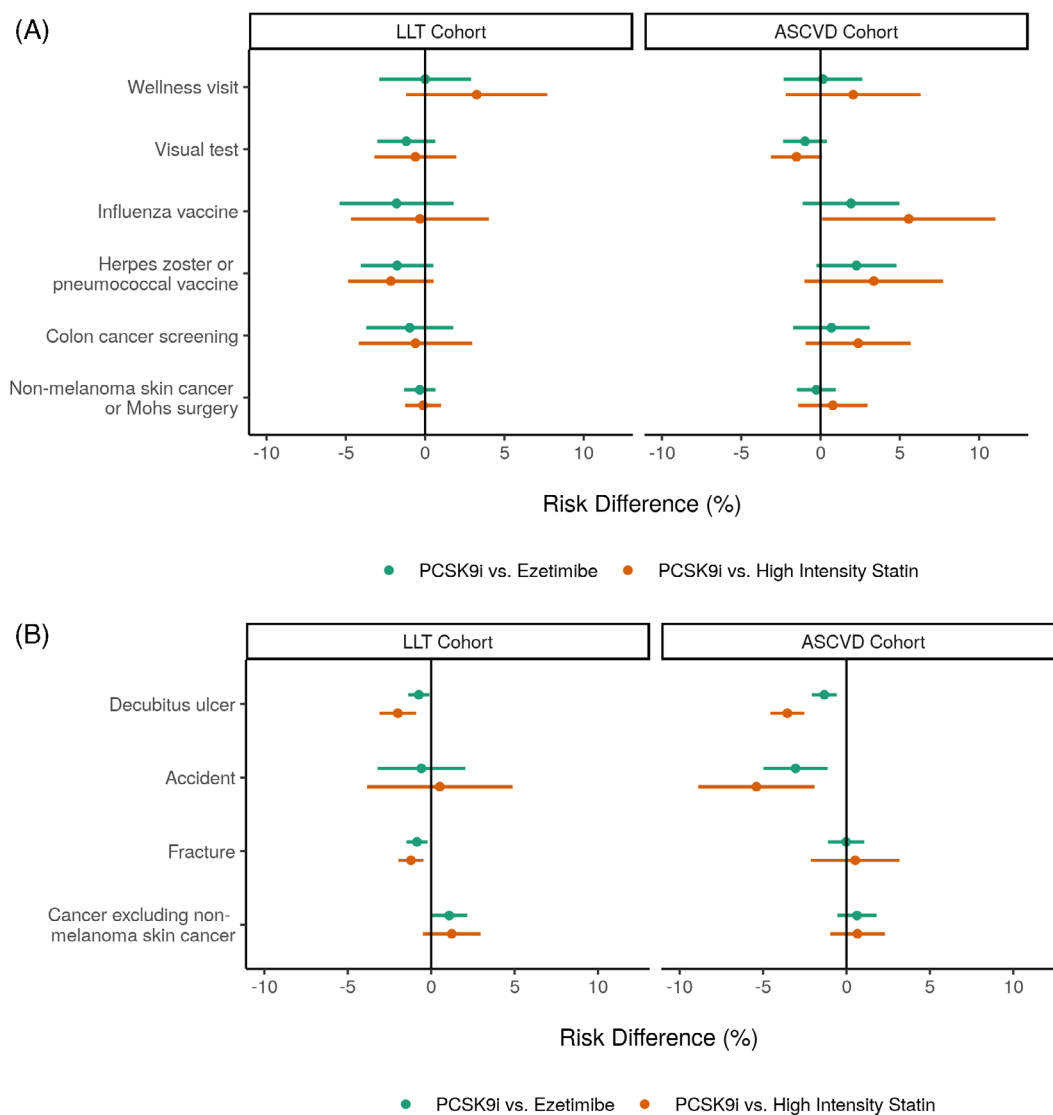 (A)
LLT Cohort
ASCVD Cohort
Wellness visit
Visual test
Influenza vaccine
Herpes zoster or
pneumococcal vaccine
Colon cancer screening
Non-melanoma skin cancer
or Mohs surgery
-10 -5 0 5 10
-10 -5 0 5 10
Risk Difference (%)
PCSK9i vs. Ezetimibe PCSK9i vs. High Intensity Statin
(B)
LLT Cohort
ASCVD Cohort
Decubitus ulcer
Accident
Fracture
Cancer excluding non-
melanoma skin cancer
-10 -5 0 5 10
-10 -5 0 5 10
Risk Difference (%)
PCSK9i vs. Ezetimibe PCSK9i vs. High Intensity Statin